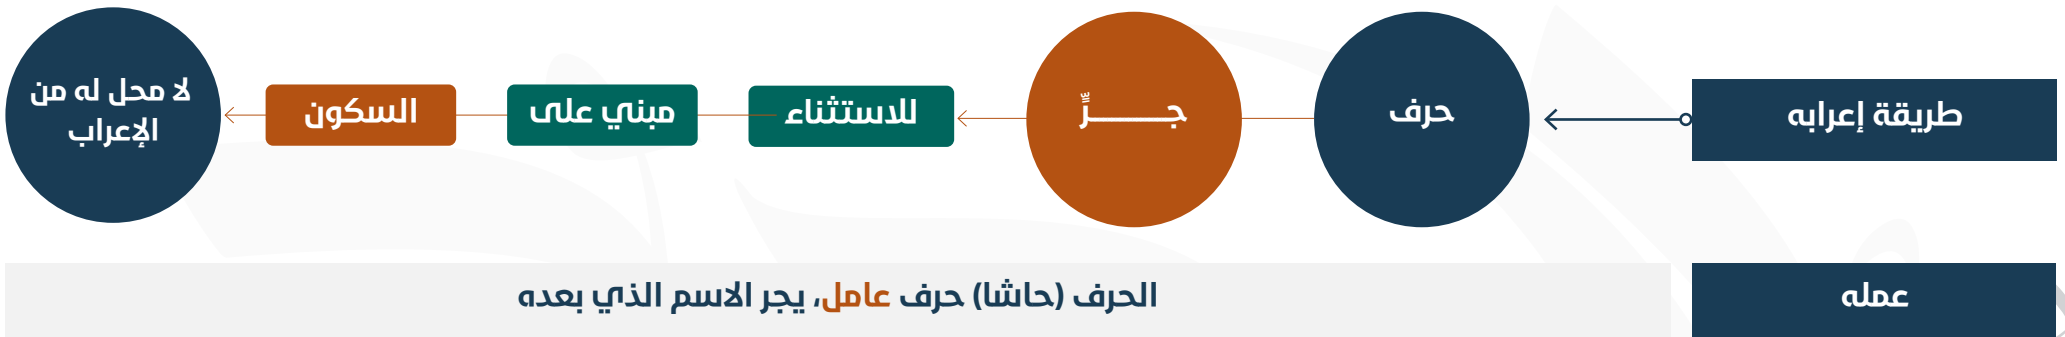 طريقة إعرابه
حرف
جــــــرٍّ
للاستثناء
مبني على
السكون
لا محل له من
الإعراب
عمله
الحرف (حاشا) حرف عامل، يجر الاسم الذي بعده